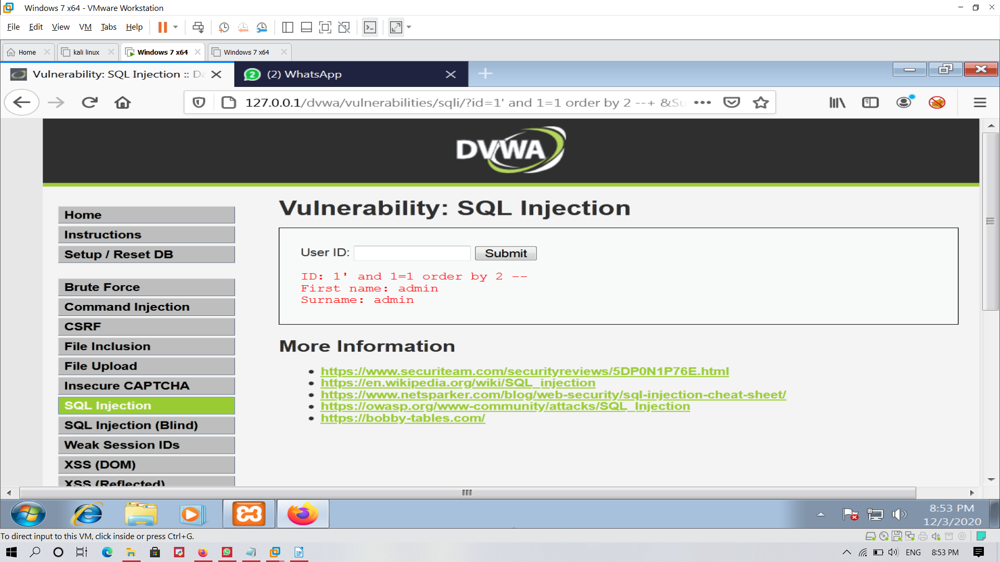 Windows 7 x64 - VMware Workstation
File Edit View VM Tabs Help
Home kali linux Windows 7 x64 Windows 7 x64
Vulnerability: SQL Injection :: Da (2) WhatsApp
127.0.0.1/dvwa/vulnerabilities/sqli/?id=1' and 1=1 order by 2 --+ &Su
DVWA
Home
Instructions
Setup / Reset DB
Brute Force
Command Injection
CSRF
File Inclusion
File Upload
Insecure CAPTCHA
SQL Injection
SQL Injection (Blind)
Weak Session IDs
XSS (DOM)
XSS (Reflected)
Vulnerability: SQL Injection
User ID: Submit
ID: 1' and 1=1 order by 2 --
First name: admin
Surname: admin
More Information
https://www.securiteam.com/securityreviews/5DP0N1P76E.html
https://en.wikipedia.org/wiki/SQL_injection
https://www.netsparker.com/blog/web-security/sql-injection-cheat-sheet/
https://owasp.org/www-community/attacks/SQL_Injection
https://bobby-tables.com/
8:53 PM
12/3/2020
To direct input to this VM, click inside or press Ctrl+G.
ENG 8:53 PM